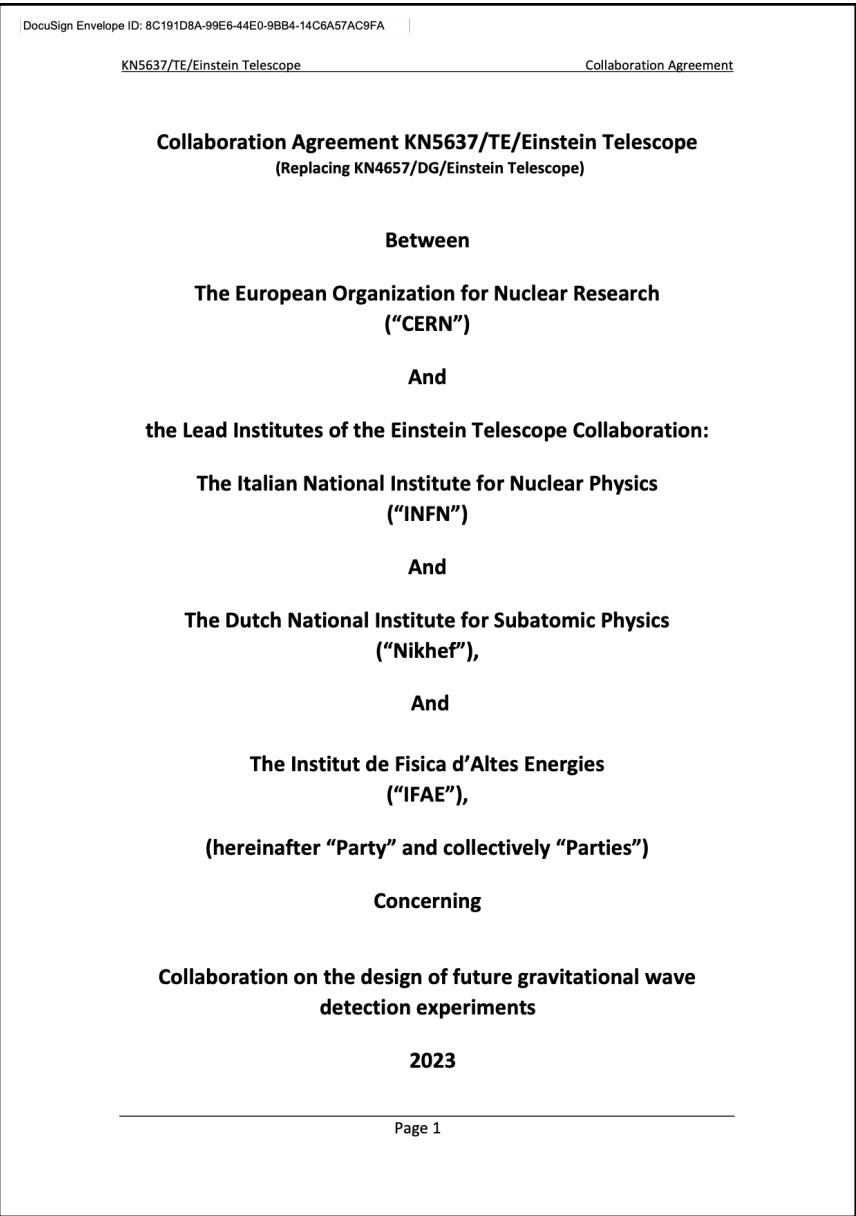 DocuSign Envelope ID: 8C191D8A-99E6-44E0-9BB4-14C6A57AC9FA
KN5637/TE/Einstein Telescope Collaboration Agreement
Collaboration Agreement KN5637/TE/Einstein Telescope
(Replacing KN4657/DG/Einstein Telescope)
Between
The European Organization for Nuclear Research
(“CERN”)
And
the Lead Institutes of the Einstein Telescope Collaboration:
The Italian National Institute for Nuclear Physics
(“INFN”)
And
The Dutch National Institute for Subatomic Physics
(“Nikhef”),
And
The Institut de Fisica d’Altes Energies
(“IFAE”),
(hereinafter “Party” and collectively “Parties”)
Concerning
Collaboration on the design of future gravitational wave
detection experiments
2023
Page 1